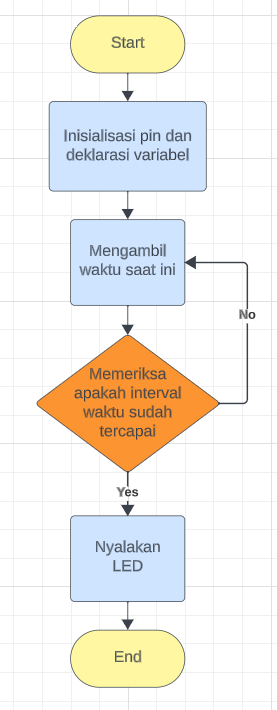 Start
Inisialisasi pin dan
deklarasi variabel
Mengambil
waktu saat ini
No
Memeriksa
apakah interval
waktu sudah
tercapai
Yes
Nyalakan
LED
End